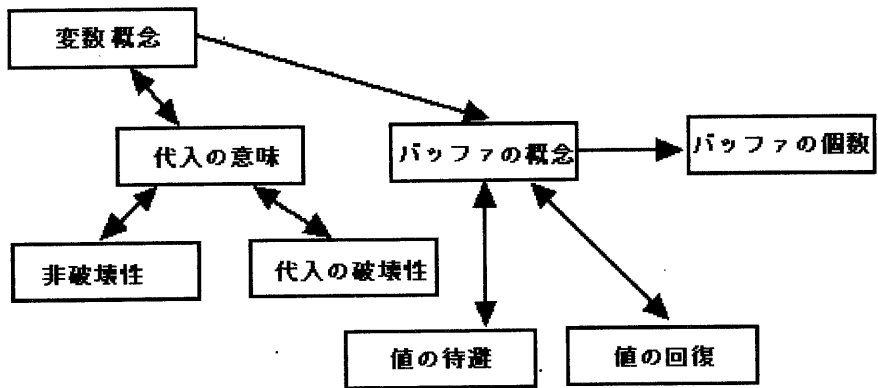 変数概念
代入の意味
バッファの概念
バッファの個数
非破壊性
代入の破壊性
値の待避
値の回復